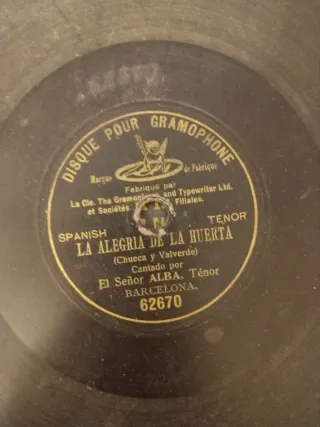 DISQUE POUR GRAMOPHONE
Marque de Fabrique
Fabriqué par
La Cie. The Gramophone and Typewriter Ltd.
et Sociétés Filiales.
SPANISH TENOR
LA ALEGRIA DE LA HUERTA
(Chueca y Valverde)
Cantado por
El Señor ALBA, Ténor
BARCELONA.
62670